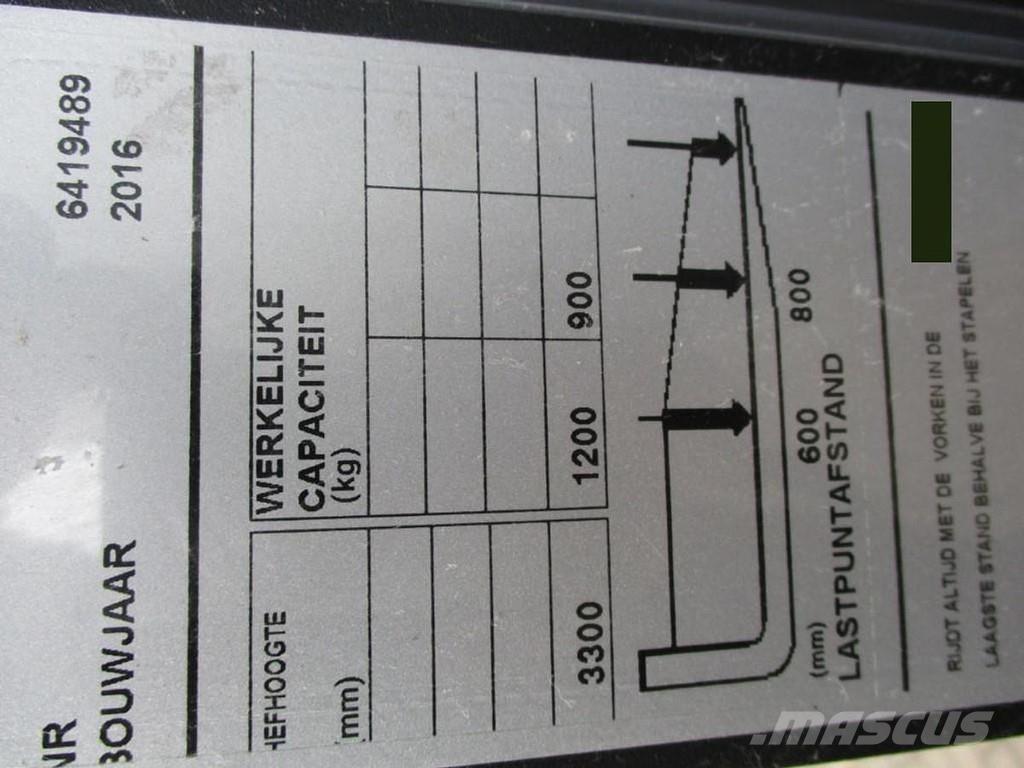 NR 6419489
BOUWJAAR 2016
HEFHOOGTE
(mm)
WERKELIJKE
CAPACITEIT
(kg)
3300 1200 900
600 800
(mm)
LASTPUNTAFSTAND
RIJDT ALTIJD MET DE VORKEN IN DE
LAAGSTE STAND BEHALVE BIJ HET STAPELEN
MASCUS